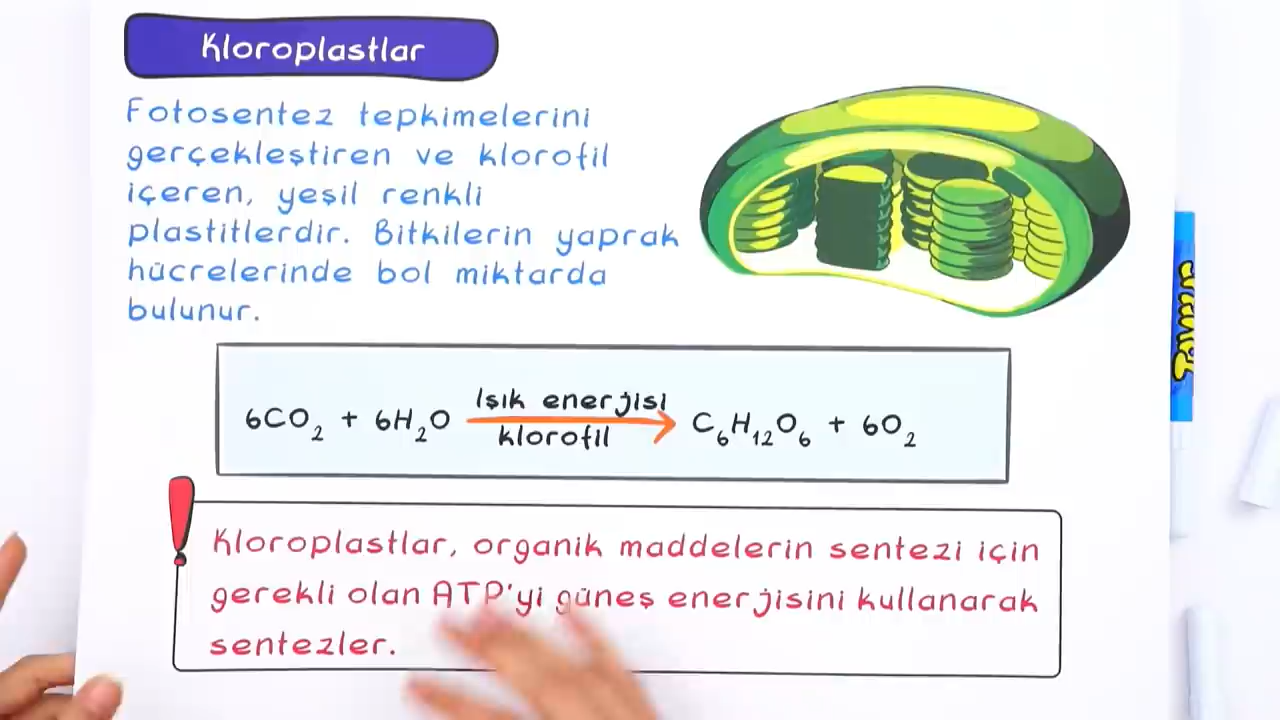 Kloroplastlar
Fotosentez tepkimelerini
gerçekleştiren ve klorofil
içeren, yeşil renkli
plastitlerdir. Bitkilerin yaprak
hücrelerinde bol miktarda
bulunur.
6CO₂ + 6H₂O Işık enerjisi klorofil → C₆H₁₂O₆ + 6O₂
Kloroplastlar, organik maddelerin sentezi için
gerekli olan ATP'yi güneş enerjisini kullanarak
sentezler.